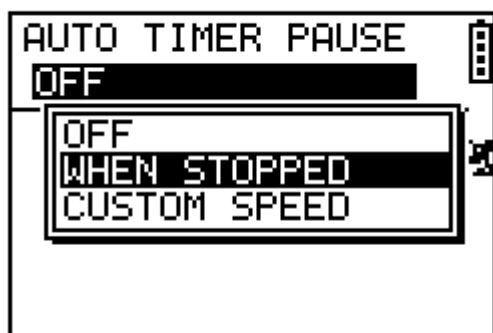 AUTO TIMER PAUSE
OFF
OFF
WHEN STOPPED
CUSTOM SPEED